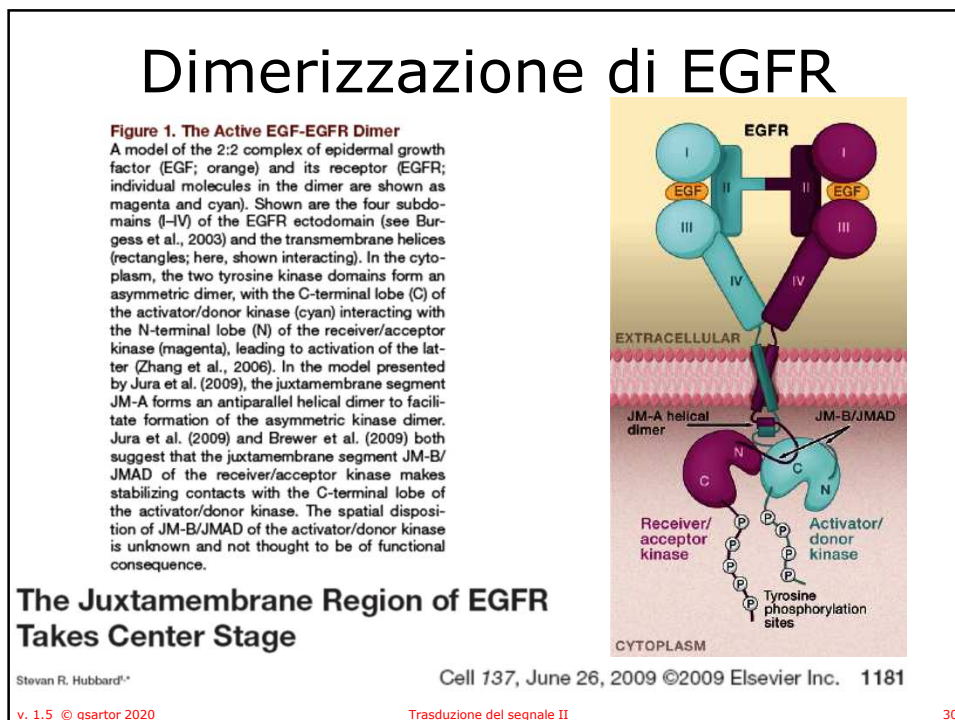 Dimerizzazione di EGFR
Figure 1. The Active EGF-EGFR Dimer
A model of the 2:2 complex of epidermal growth
factor (EGF; orange) and its receptor (EGFR;
individual molecules in the dimer are shown as
magenta and cyan). Shown are the four subdo-
mains (I–IV) of the EGFR ectodomain (see Bur-
gess et al., 2003) and the transmembrane helices
(rectangles; here, shown interacting). In the cyto-
plasm, the two tyrosine kinase domains form an
asymmetric dimer, with the C-terminal lobe (C) of
the activator/donor kinase (cyan) interacting with
the N-terminal lobe (N) of the receiver/acceptor
kinase (magenta), leading to activation of the lat-
ter (Zhang et al., 2006). In the model presented
by Jura et al. (2009), the juxtamembrane segment
JM-A forms an antiparallel helical dimer to facili-
tate formation of the asymmetric kinase dimer.
Jura et al. (2009) and Brewer et al. (2009) both
suggest that the juxtamembrane segment JM-B/
JMAD of the receiver/acceptor kinase makes
stabilizing contacts with the C-terminal lobe of
the activator/donor kinase. The spatial disposi-
tion of JM-B/JMAD of the activator/donor kinase
is unknown and not thought to be of functional
consequence.
EGFR
I
I
EGF
II
II
EGF
III
III
IV
IV
EXTRACELLULAR
JM-A helical
dimer
JM-B/JMAD
N
C
C
N
Receiver/
acceptor
kinase
Activator/
donor
kinase
P
P
P
P
P
P
P
P
P
Tyrosine
phosphorylation
sites
CYTOPLASM
The Juxtamembrane Region of EGFR
Takes Center Stage
Stevan R. Hubbard1,*
Cell 137, June 26, 2009 ©2009 Elsevier Inc. 1181
v. 1.5 © gsartor 2020
Trasduzione del segnale II
30